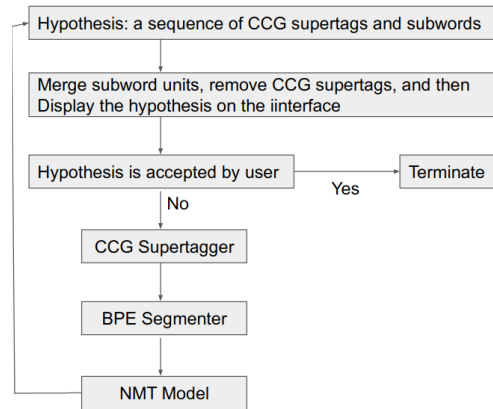 Hypothesis: a sequence of CCG supertags and subwords
Merge subword units, remove CCG supertags, and then
Display the hypothesis on the iinterface
Hypothesis is accepted by user
Terminate
Yes
No
CCG Supertagger
BPE Segmenter
NMT Model